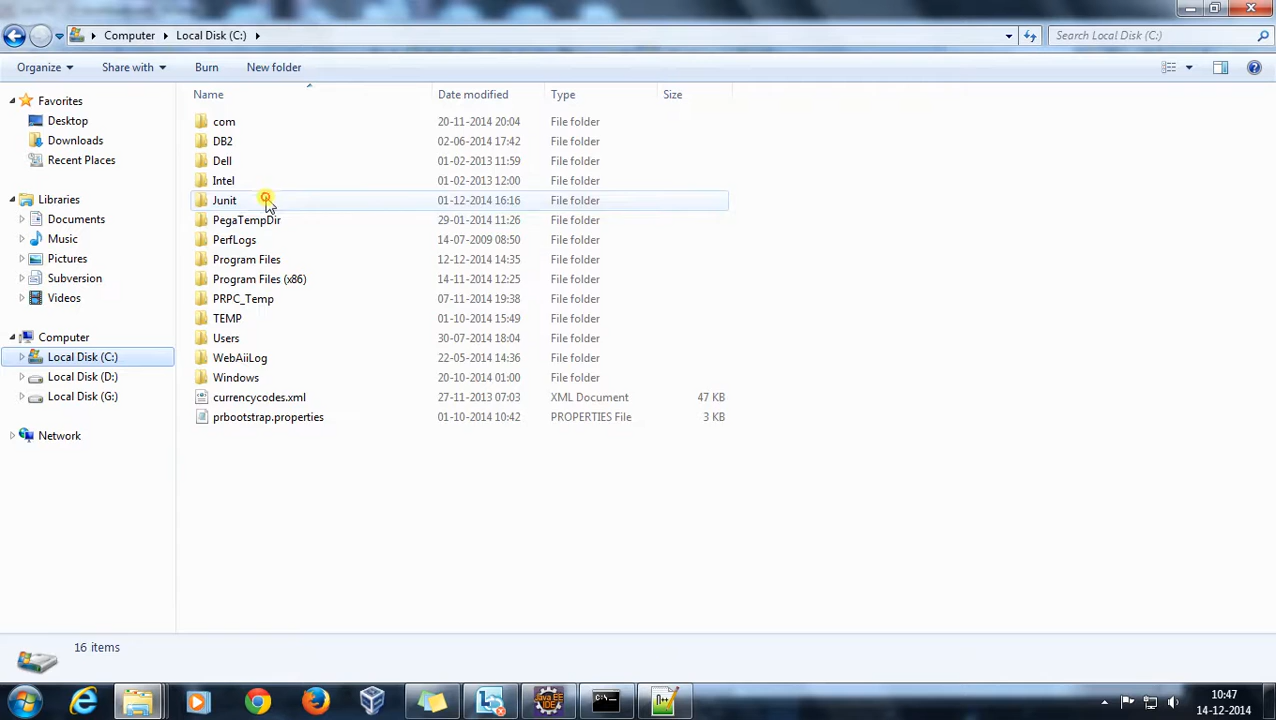 Computer Local Disk (C:) Search Local Disk (C:)
Organize Share with Burn New folder
Name Date modified Type Size
Favorites
Desktop
Downloads
Recent Places
Libraries
Documents
Music
Pictures
Subversion
Videos
Computer
Local Disk (C:)
Local Disk (D:)
Local Disk (G:)
Network
com 20-11-2014 20:04 File folder
DB2 02-06-2014 17:42 File folder
Dell 01-02-2013 11:59 File folder
Intel 01-02-2013 12:00 File folder
Junit 01-12-2014 16:16 File folder
PegaTempDir 29-01-2014 11:26 File folder
PerfLogs 14-07-2009 08:50 File folder
Program Files 12-12-2014 14:35 File folder
Program Files (x86) 14-11-2014 12:25 File folder
PRPC_Temp 07-11-2014 19:38 File folder
TEMP 01-10-2014 15:49 File folder
Users 30-07-2014 18:04 File folder
WebAiiLog 22-05-2014 14:36 File folder
Windows 20-10-2014 01:00 File folder
currencycodes.xml 27-11-2013 07:03 XML Document 47 KB
prbootstrap.properties 01-10-2014 10:42 PROPERTIES File 3 KB
16 items
Java EE
IDE
C:\
10:47
14-12-2014